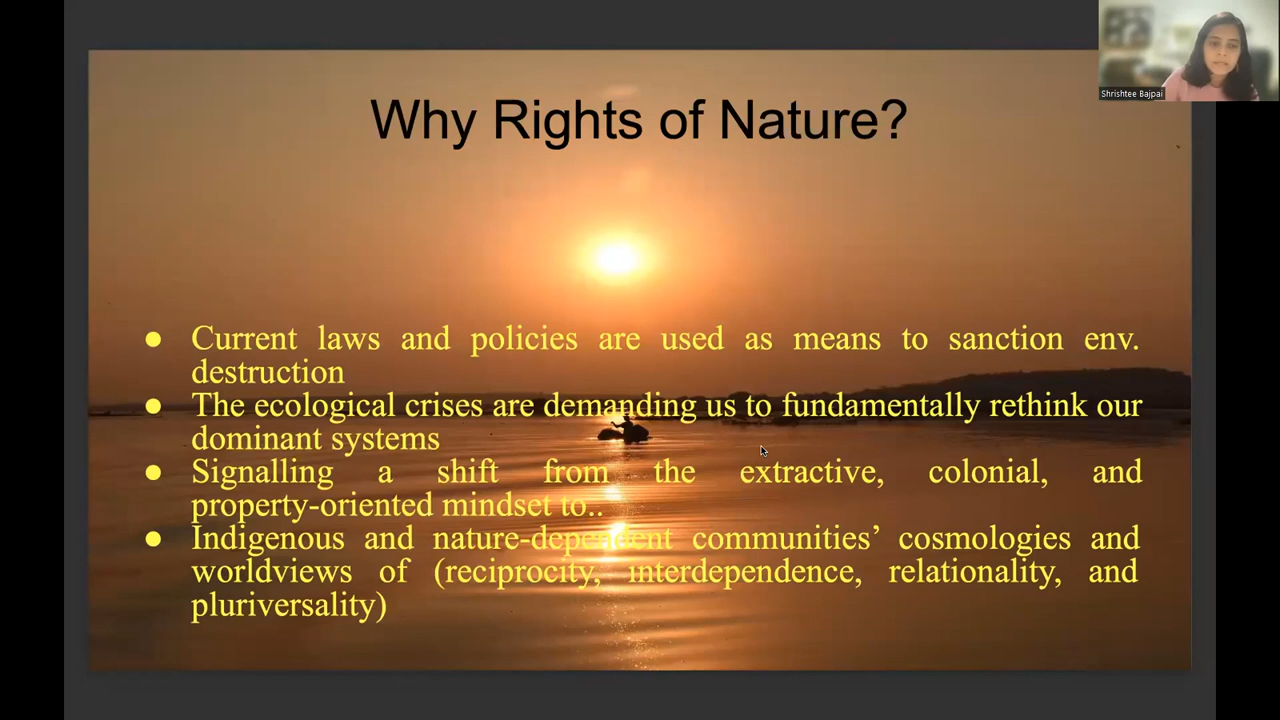 Shrishtee Bajpai
Why Rights of Nature?
● Current laws and policies are used as means to sanction env.
destruction
● The ecological crises are demanding us to fundamentally rethink our
dominant systems
● Signalling a shift from the extractive, colonial, and
property-oriented mindset to..
● Indigenous and nature-dependent communities’ cosmologies and
worldviews of (reciprocity, interdependence, relationality, and
pluriversality)